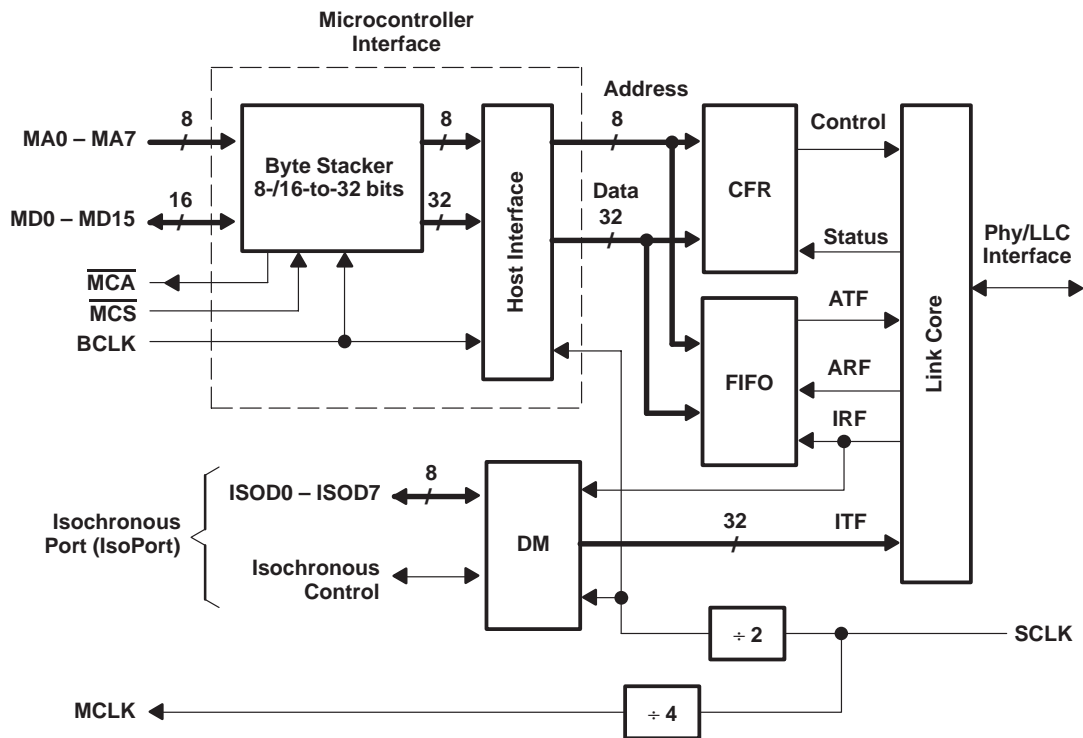 Microcontroller
Interface
Address
8
8
8
MA0 – MA7
Control
Byte Stacker
8-/16-to-32 bits
CFR
16
32
Data
32
MD0 – MD15
Host Interface
Status
Phy/LLC
Interface
MCA
MCS
BCLK
ATF
Link Core
FIFO
ARF
IRF
8
ISOD0 – ISOD7
Isochronous
Port (IsoPort)
DM
32
ITF
Isochronous
Control
÷ 2
SCLK
MCLK
÷ 4